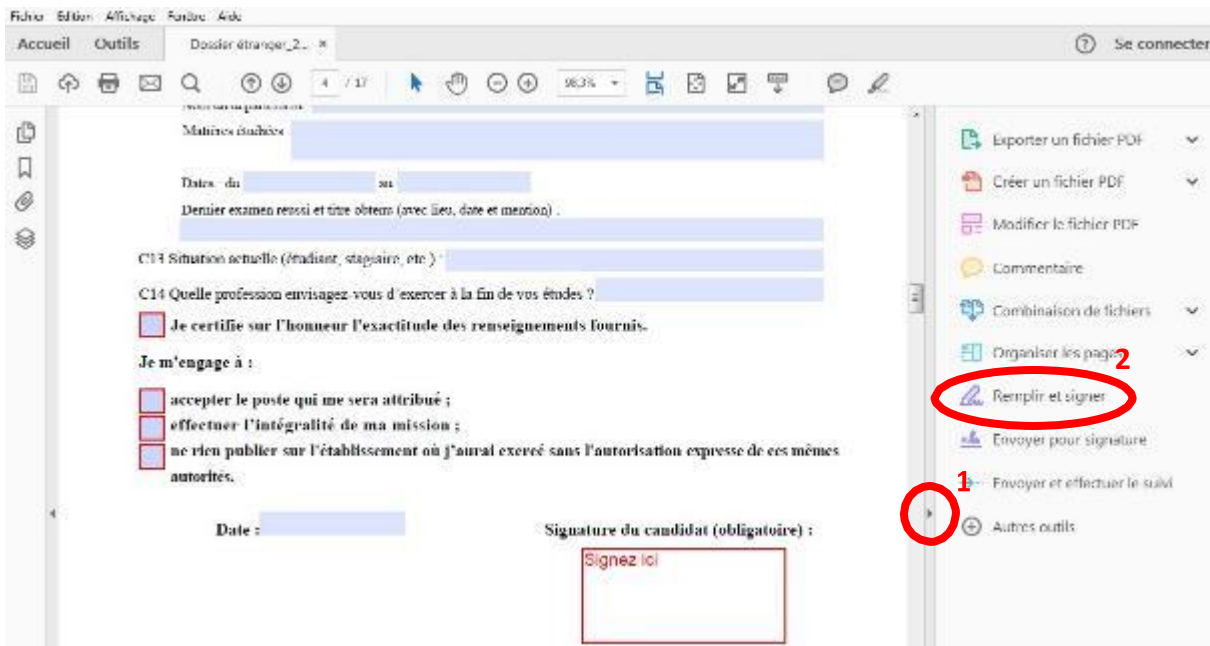 Fichier Edition Affichage Fenêtre Aide
Accueil Outils Dossier étranger_2... × Se connecter
4 / 17 98,3%
Matières étudiées
Dates du au
Dernier examen reussi et titre obtenu (avec lieu, date et mention) :
C13 Situation actuelle (étudiant, stagiaire, etc.) :
C14 Quelle profession envisagez-vous d'exercer à la fin de vos études ?
Je certifie sur l'honneur l'exactitude des renseignements fournis.
Je m'engage à :
accepter le poste qui me sera attribué ;
effectuer l'intégralité de ma mission ;
ne rien publier sur l'établissement où j'aurai exercé sans l'autorisation expresse de ces mêmes
autorités.
Date :
Signature du candidat (obligatoire) :
Signez ici
Exporter un fichier PDF
Créer un fichier PDF
Modifier le fichier PDF
Commentaire
Combinaison de fichiers
Organiser les pages
2
Remplir et signer
Envoyer pour signature
1
Envoyer et effectuer le suivi
Autres outils